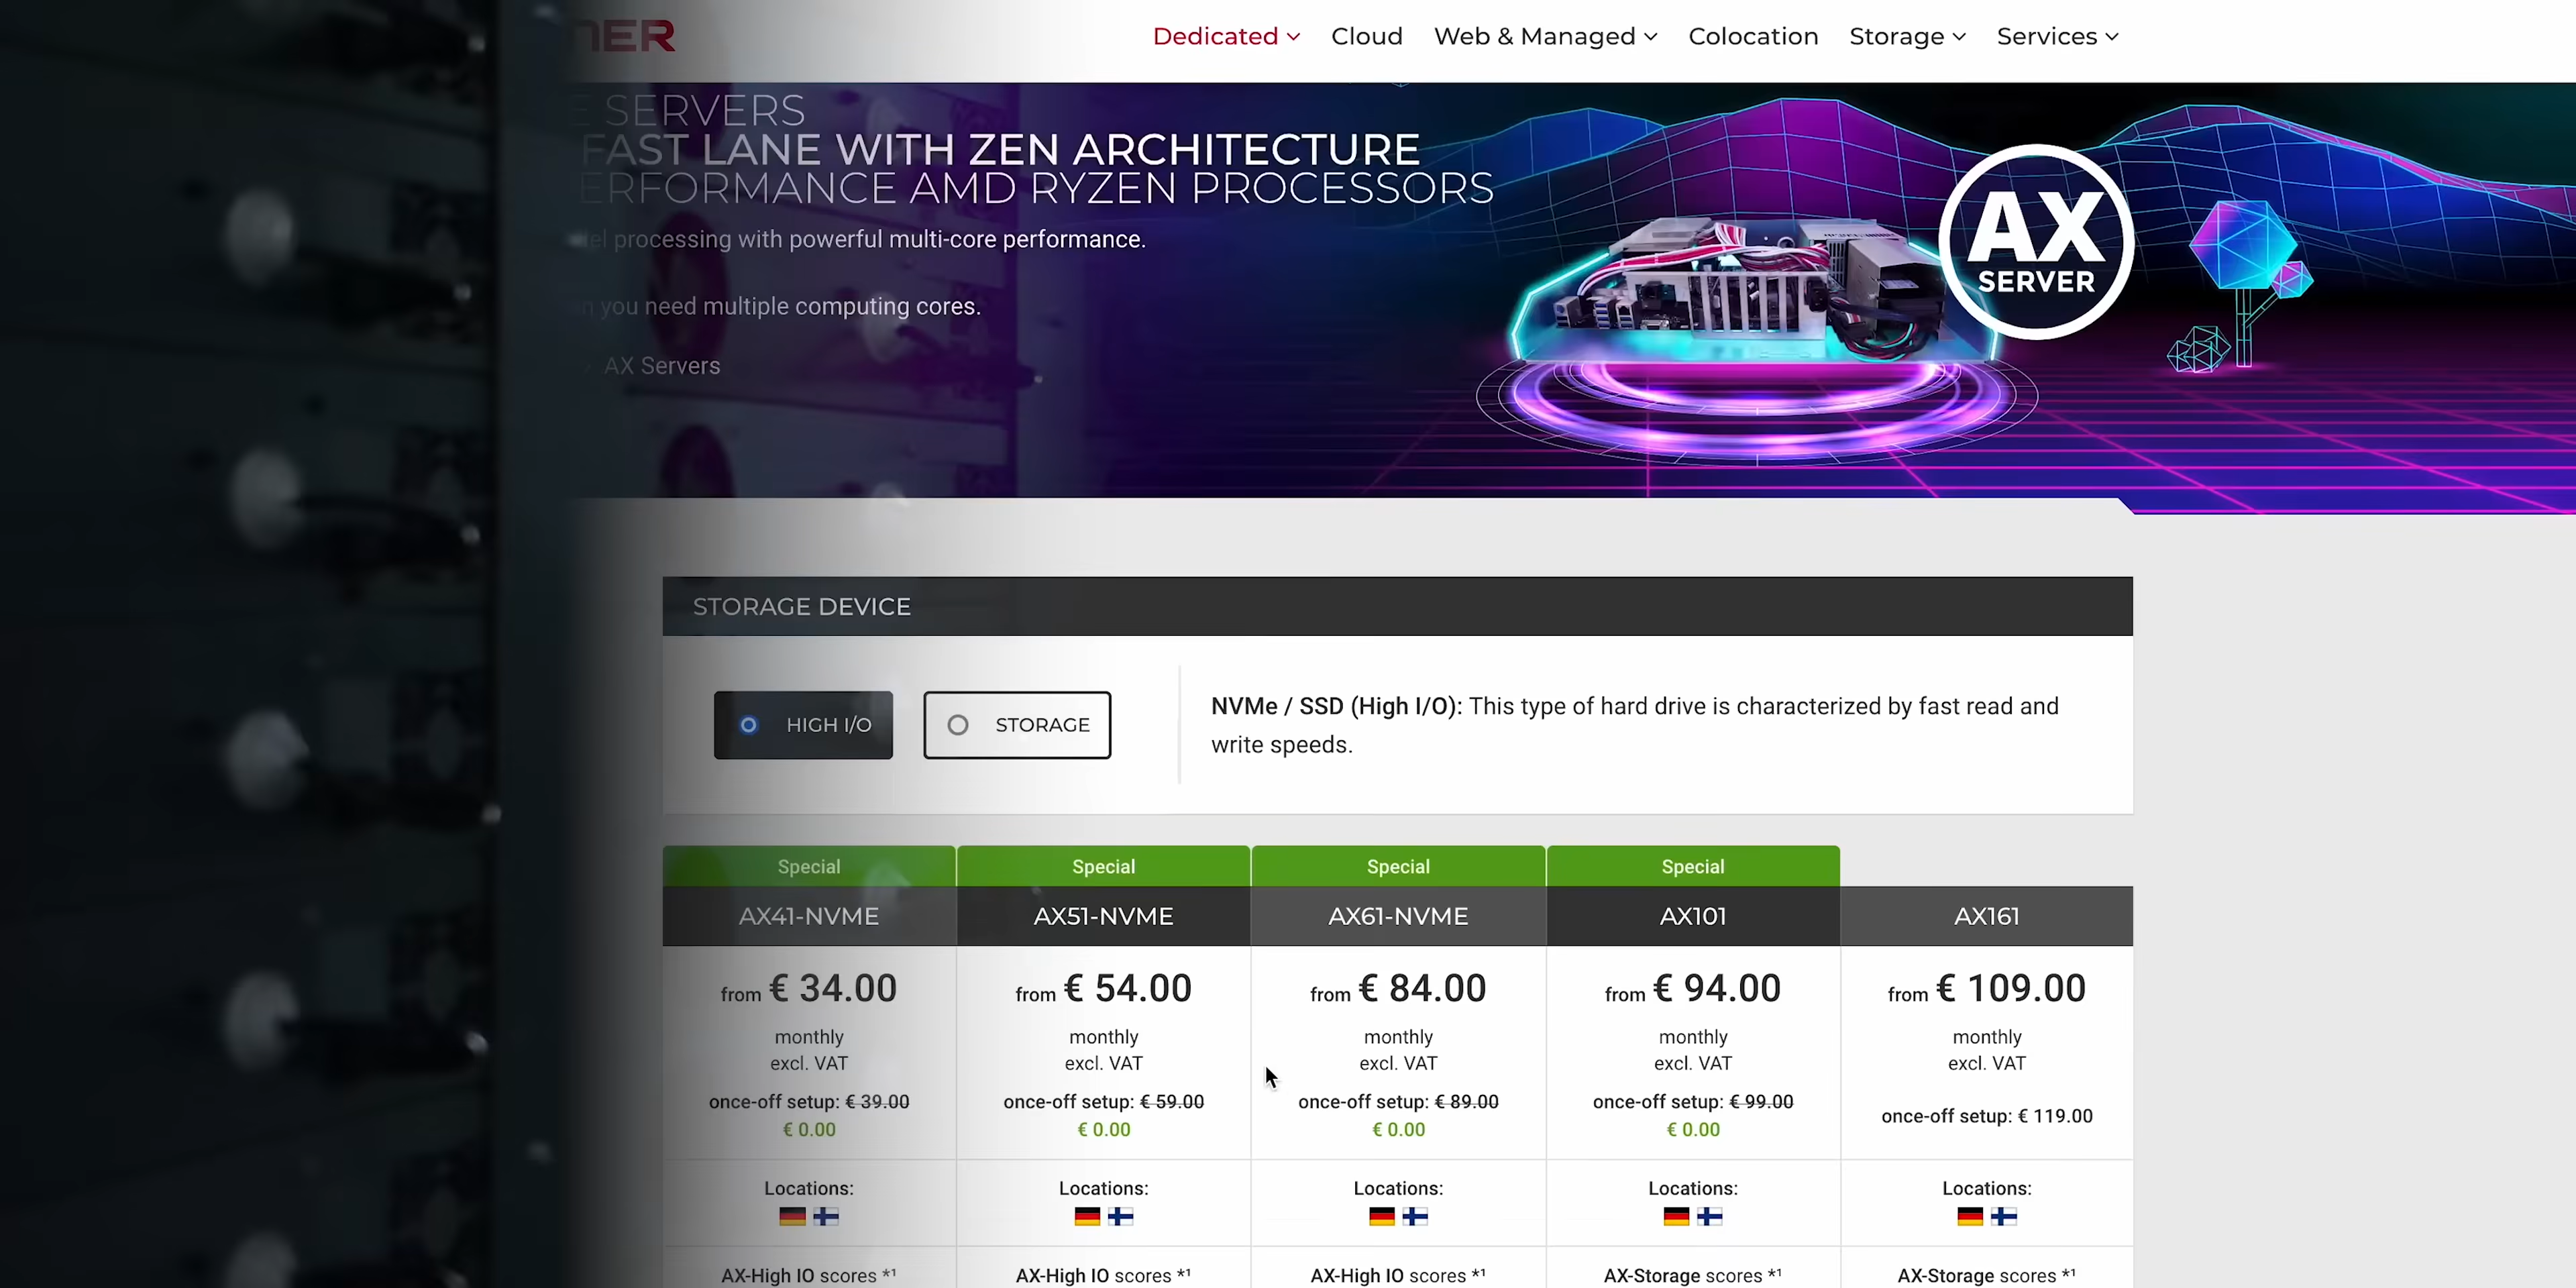 NER
Dedicated Cloud Web & Managed Colocation Storage Services
E SERVERS
FAST LANE WITH ZEN ARCHITECTURE
ERFORMANCE AMD RYZEN PROCESSORS
el processing with powerful multi-core performance.
you need multiple computing cores.
AX Servers
AX
SERVER
STORAGE DEVICE
HIGH I/O STORAGE
NVMe / SSD (High I/O): This type of hard drive is characterized by fast read and
write speeds.
Special Special Special Special
AX41-NVME AX51-NVME AX61-NVME AX101 AX161
from € 34.00 from € 54.00 from € 84.00 from € 94.00 from € 109.00
monthly monthly monthly monthly monthly
excl. VAT excl. VAT excl. VAT excl. VAT excl. VAT
once-off setup: € 39.00 once-off setup: € 59.00 once-off setup: € 89.00 once-off setup: € 99.00 once-off setup: € 119.00
€ 0.00 € 0.00 € 0.00 € 0.00
Locations: Locations: Locations: Locations: Locations:
AX-High IO scores *¹ AX-High IO scores *¹ AX-High IO scores *¹ AX-Storage scores *¹ AX-Storage scores *¹